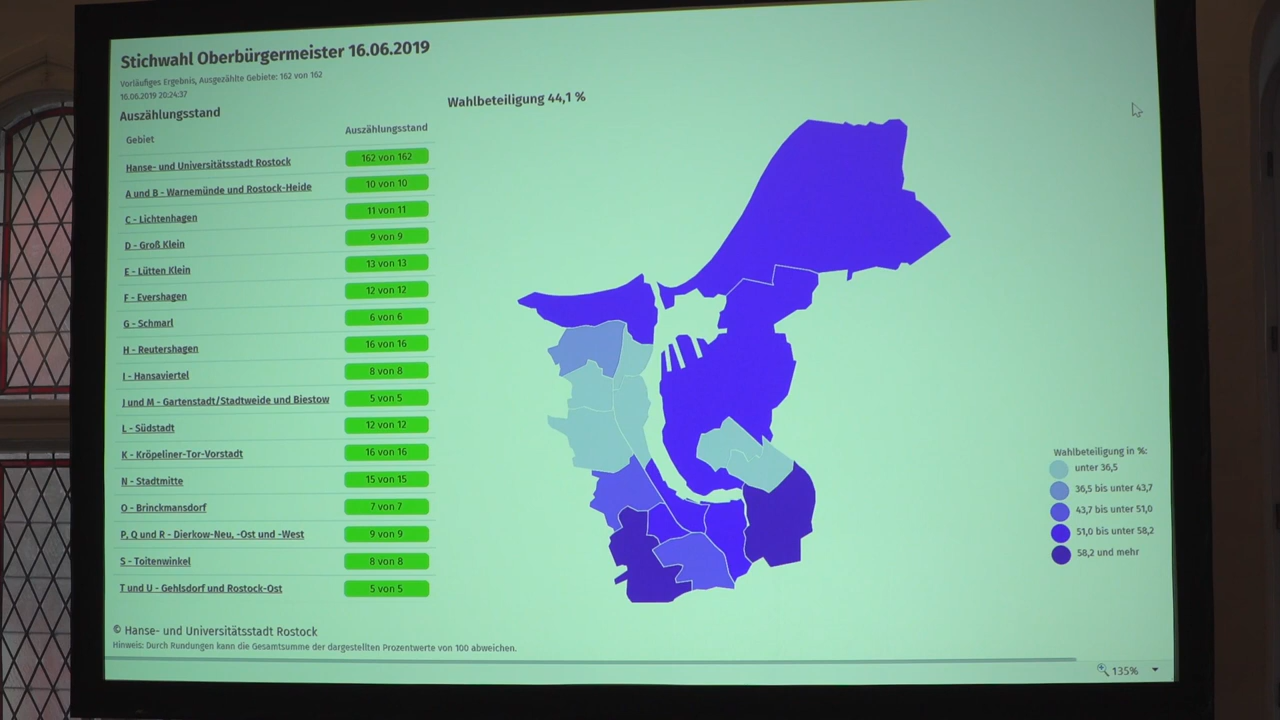 Stichwahl Oberbürgermeister 16.06.2019
Vorläufiges Ergebnis, Ausgezählte Gebiete: 162 von 162
16.06.2019 20:24:37
Auszählungsstand
Wahlbeteiligung 44,1 %
Gebiet Auszählungsstand
Hanse- und Universitätsstadt Rostock 162 von 162
A und B - Warnemünde und Rostock-Heide 10 von 10
C - Lichtenhagen 11 von 11
D - Groß Klein 9 von 9
E - Lütten Klein 13 von 13
F - Evershagen 12 von 12
G - Schmarl 6 von 6
H - Reutershagen 16 von 16
I - Hansaviertel 8 von 8
J und M - Gartenstadt/Stadtweide und Biestow 5 von 5
L - Südstadt 12 von 12
K - Kröpeliner-Tor-Vorstadt 16 von 16
N - Stadtmitte 15 von 15
O - Brinckmansdorf 7 von 7
P, Q und R - Dierkow-Neu, -Ost und -West 9 von 9
S - Toitenwinkel 8 von 8
T und U - Gehlsdorf und Rostock-Ost 5 von 5
Wahlbeteiligung in %:
unter 36,5
36,5 bis unter 43,7
43,7 bis unter 51,0
51,0 bis unter 58,2
58,2 und mehr
© Hanse- und Universitätsstadt Rostock
Hinweis: Durch Rundungen kann die Gesamtsumme der dargestellten Prozentwerte von 100 abweichen.
135%